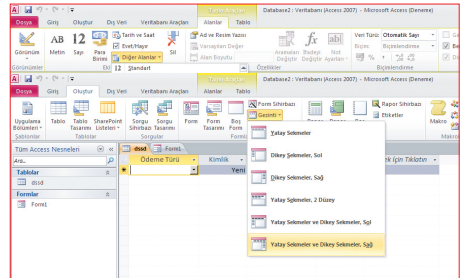 Tablo Araçları
Database2 : Veritabanı (Access 2007) - Microsoft Access (Deneme)
Dosya Giriş Oluştur Dış Veri Veritabanı Araçları Alanlar Tablo
Görünüm AB 12 Tarih ve Saat Ad ve Resim Yazısı Veri Türü: Otomatik Sayı
Metin Sayı Para Birimi Evet/Hayır Sil Varsayılan Değer Biçim: Biçimlendirme
Diğer Alanlar Alan Boyutu
Görünümler 12 Standart Özellikler Biçimlendirme
Database2 : Veritabanı (Access 2007) - Microsoft Access (Deneme)
Dosya Giriş Oluştur Dış Veri Veritabanı Araçları Alanlar Tablo
Form Sihirbazı Rapor Sihirbazı
Gezinti Etiketler
Uygulama Bölümleri Tablo Tablo Tasarımı SharePoint Listeleri Sorgu Sihirbazı Sorgu Tasarımı Form Form Tasarımı Boş Form Makro
Şablonlar Tablolar Sorgular
Tüm Access Nesneleri dssd Form1
Ara.. Ödeme Türü Kimlik
Tablolar Yeni
dssd
Formlar
Form1
Yatay Sekmeler
Dikey Sekmeler, Sol
Dikey Sekmeler, Sağ
Yatay Sekmeler, 2 Düzey
Yatay Sekmeler ve Dikey Sekmeler, Sol
Yatay Sekmeler ve Dikey Sekmeler, Sağ